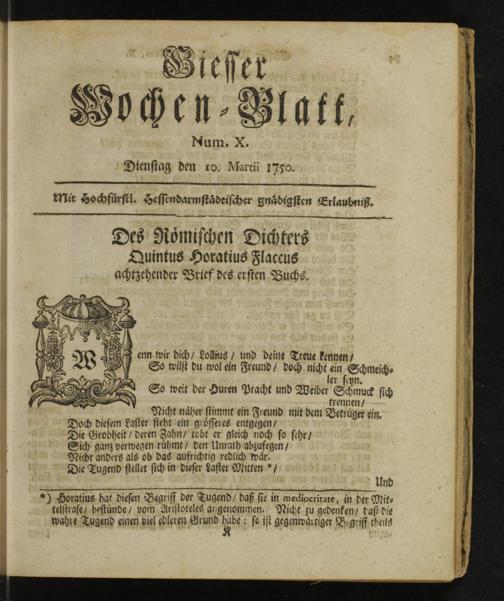 Giesser
Wochen-Blatt,
Num. X.
Dienstag den 10. Martii 1750.
Mit Hochfürstl. Hessendarmstädtischer gnädigsten Erlaubniß.
Des Römischen Dichters
Quintus Horatius Flaccus
achtzehender Brief des ersten Buchs.
Wenn wir dich/ Lollius/ und deine Treue kennen/
So willst du wol ein Freund/ doch nicht ein Schmeich-
ler seyn.
So weit der Huren Pracht und Weiber Schmuck sich
trennen/
Nicht näher stimmt ein Freund mit dem Betrüger ein.
Doch diesem Laster steht ein grösseres entgegen/
Die Grobheit/ deren Zahn/ tobt er gleich noch so sehr/
Sich ganz verwegen rühmt/ den Unrath abzufegen/
Nicht anders als ob das aufrichtig redlich wär.
Die Tugend stellet sich in dieser Laster Mitten */
Und
*) Horatius hat diesen Begriff der Tugend/ daß sie in mediocritate, in der Mit-
telstrase/ bestünde/ vom Aristoteles angenommen. Nicht zu gedenken/ daß die
wahre Tugend einen viel edleren Grund habe: so ist gegenwärtiger Begriff theils
K